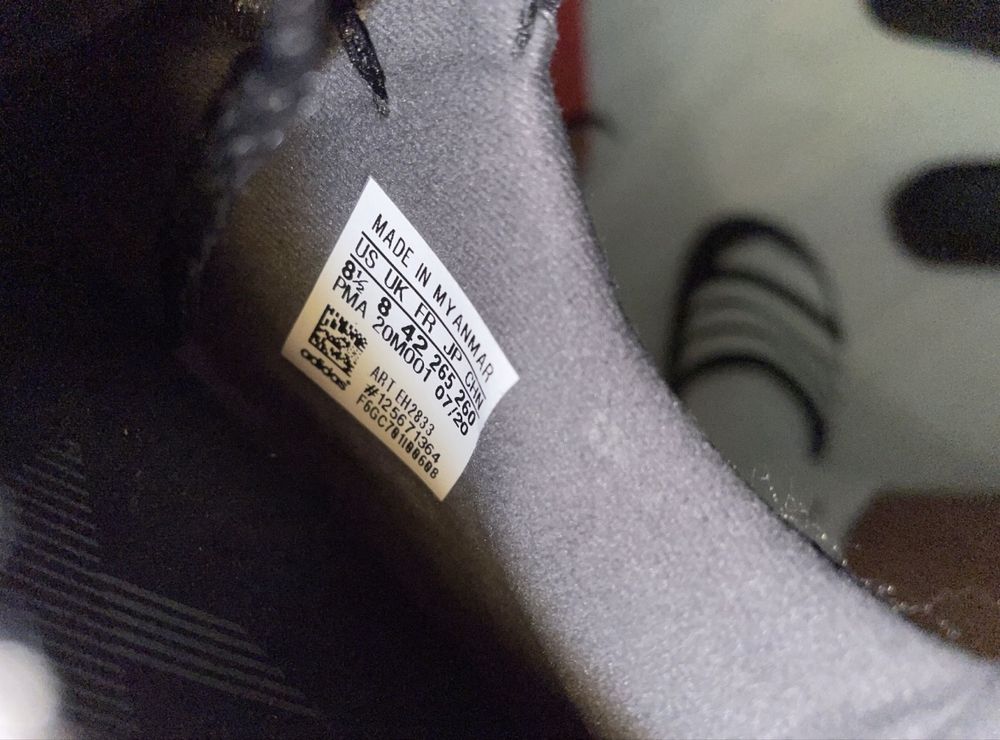 MADE IN MYANMAR
US UK FR JP CHN
8½ 8 42 265 260
PMA 20M001 07/20
adidas
ART EH2833
#125671364
F6GC701I00608